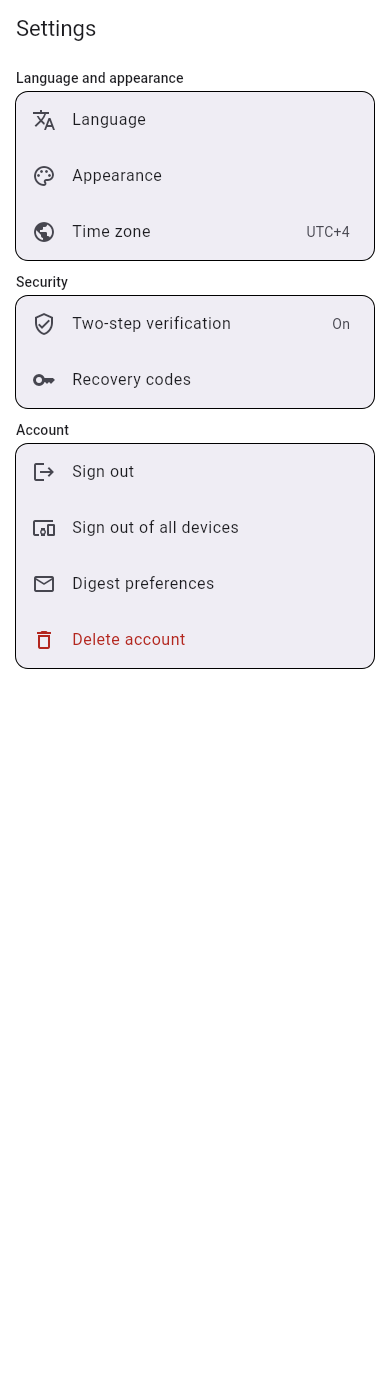 Settings
Language and appearance
Language
Appearance
Time zone UTC+4
Security
Two-step verification On
Recovery codes
Account
Sign out
Sign out of all devices
Digest preferences
Delete account